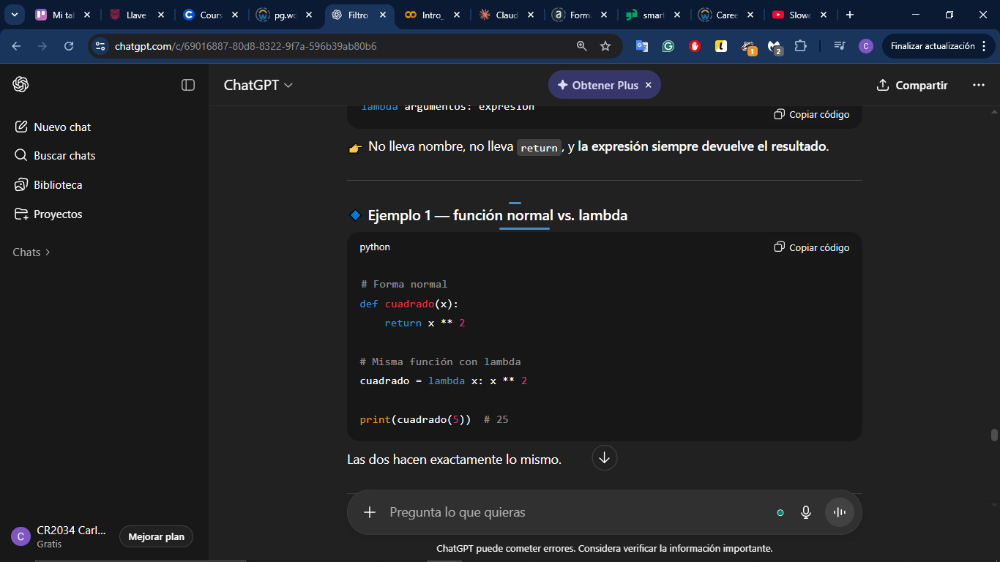 Mi tal
Llave
Cours
pg.wc
Filtro
Intro_
Claud
Form
smart
Caree
Slowc
chatgpt.com/c/69016887-80d8-8322-9f7a-596b39ab80b6
1
2
C
Finalizar actualización
ChatGPT
Obtener Plus
Compartir
Nuevo chat
Buscar chats
Biblioteca
Proyectos
Chats
lambda argumentos: expresión
Copiar código
👉 No lleva nombre, no lleva return, y la expresión siempre devuelve el resultado.
🔹 Ejemplo 1 — función normal vs. lambda
python
Copiar código
# Forma normal
def cuadrado(x):
    return x ** 2
# Misma función con lambda
cuadrado = lambda x: x ** 2
print(cuadrado(5))  # 25
Las dos hacen exactamente lo mismo.
Pregunta lo que quieras
C
CR2034 Carl...
Gratis
Mejorar plan
ChatGPT puede cometer errores. Considera verificar la información importante.